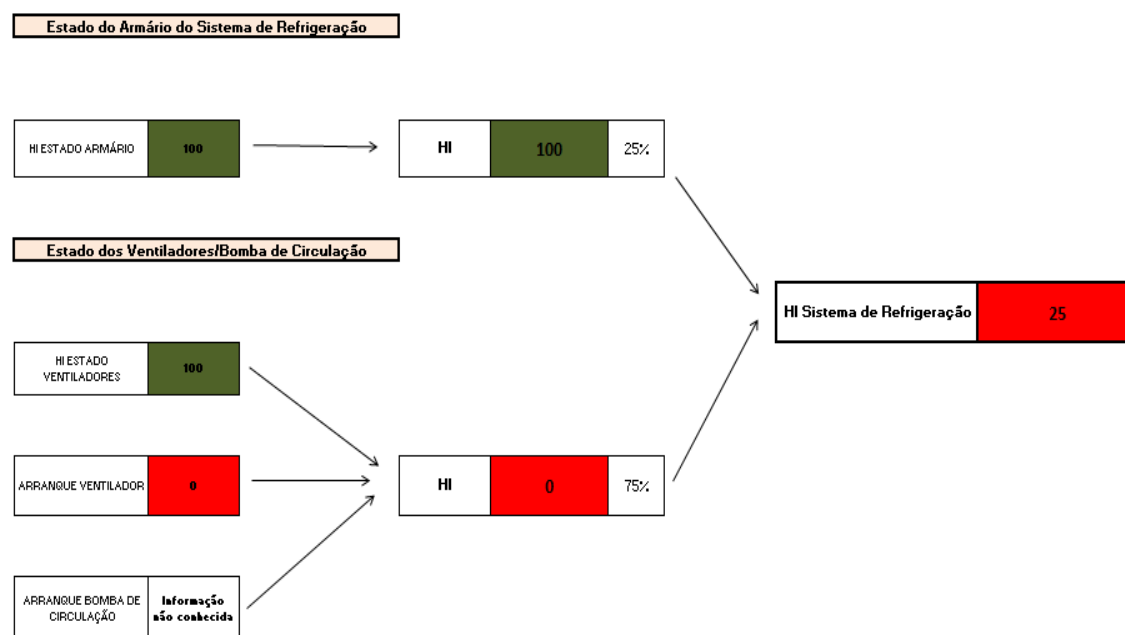 Estado do Armário do Sistema de Refrigeração
HI ESTADO ARMÁRIO
100
HI
100
25%
Estado dos Ventiladores/Bomba de Circulação
HI Sistema de Refrigeração
25
HI ESTADO
VENTILADORES
100
ARRANQUE VENTILADOR
0
HI
0
75%
ARRANQUE BOMBA DE
CIRCULAÇÃO
Informação
não conhecida